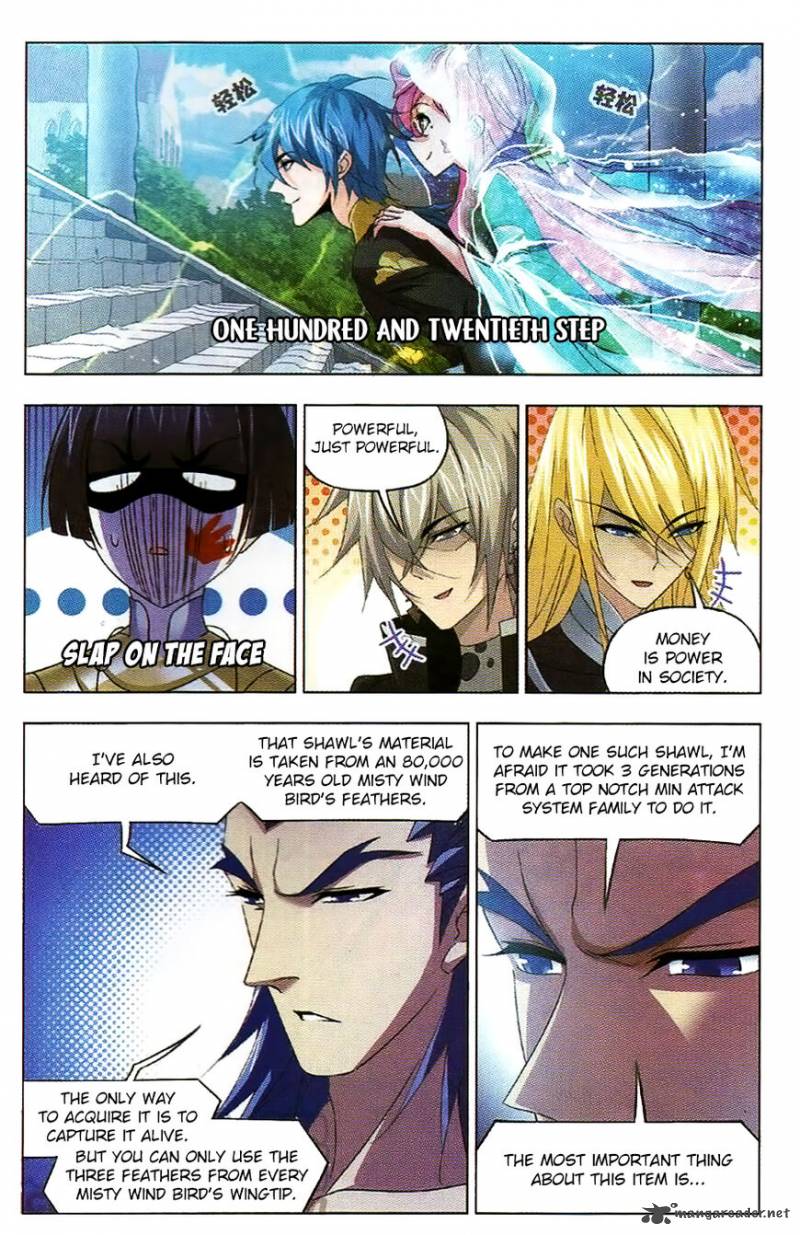 轻松
轻松
ONE HUNDRED AND TWENTIETH STEP
SLAP ON THE FACE
POWERFUL,
JUST POWERFUL.
MONEY
IS POWER
IN SOCIETY.
I'VE ALSO
HEARD OF THIS.
THAT SHAWL'S MATERIAL
IS TAKEN FROM AN 80,000
YEARS OLD MISTY WIND
BIRD'S FEATHERS.
THE ONLY WAY
TO ACQUIRE IT IS TO
CAPTURE IT ALIVE.
BUT YOU CAN ONLY USE THE
THREE FEATHERS FROM EVERY
MISTY WIND BIRD'S WINGTIP.
TO MAKE ONE SUCH SHAWL, I'M
AFRAID IT TOOK 3 GENERATIONS
FROM A TOP NOTCH MIN ATTACK
SYSTEM FAMILY TO DO IT.
THE MOST IMPORTANT THING
ABOUT THIS ITEM IS...
mangareader.net